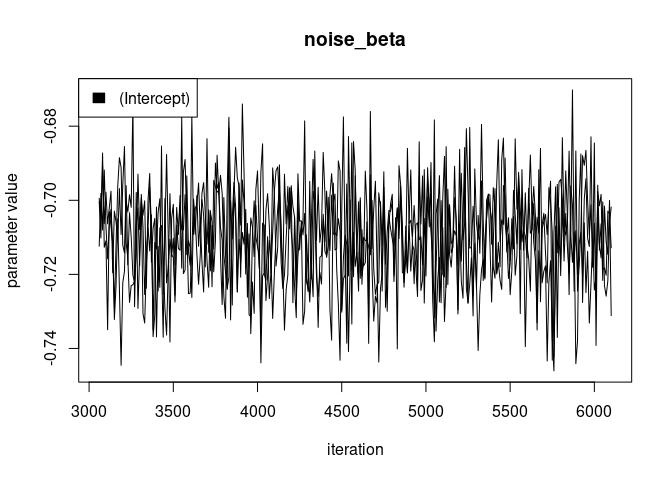 noise_beta
(Intercept)
parameter value
-0.68
-0.70
-0.72
-0.74
3000 3500 4000 4500 5000 5500 6000
iteration